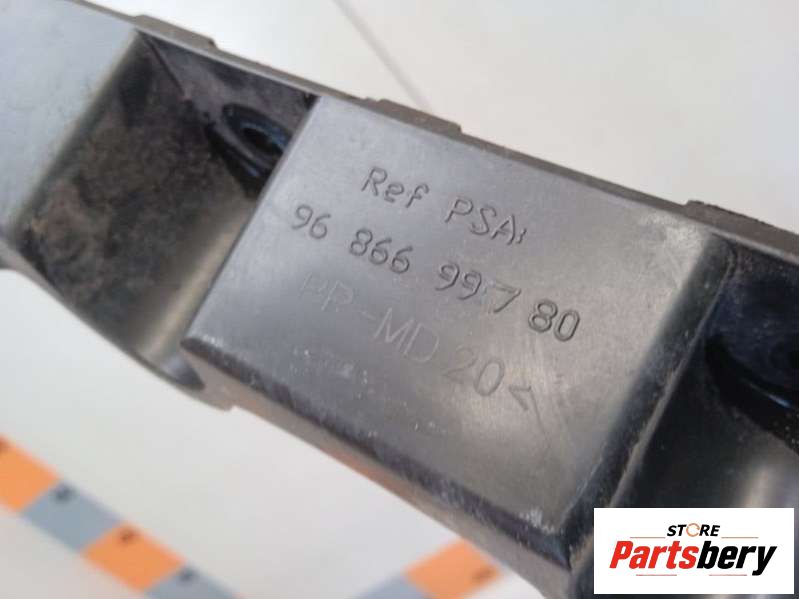 Ref PSA:
96 866 997 80
PP-MD 20<
STORE
Partsbery